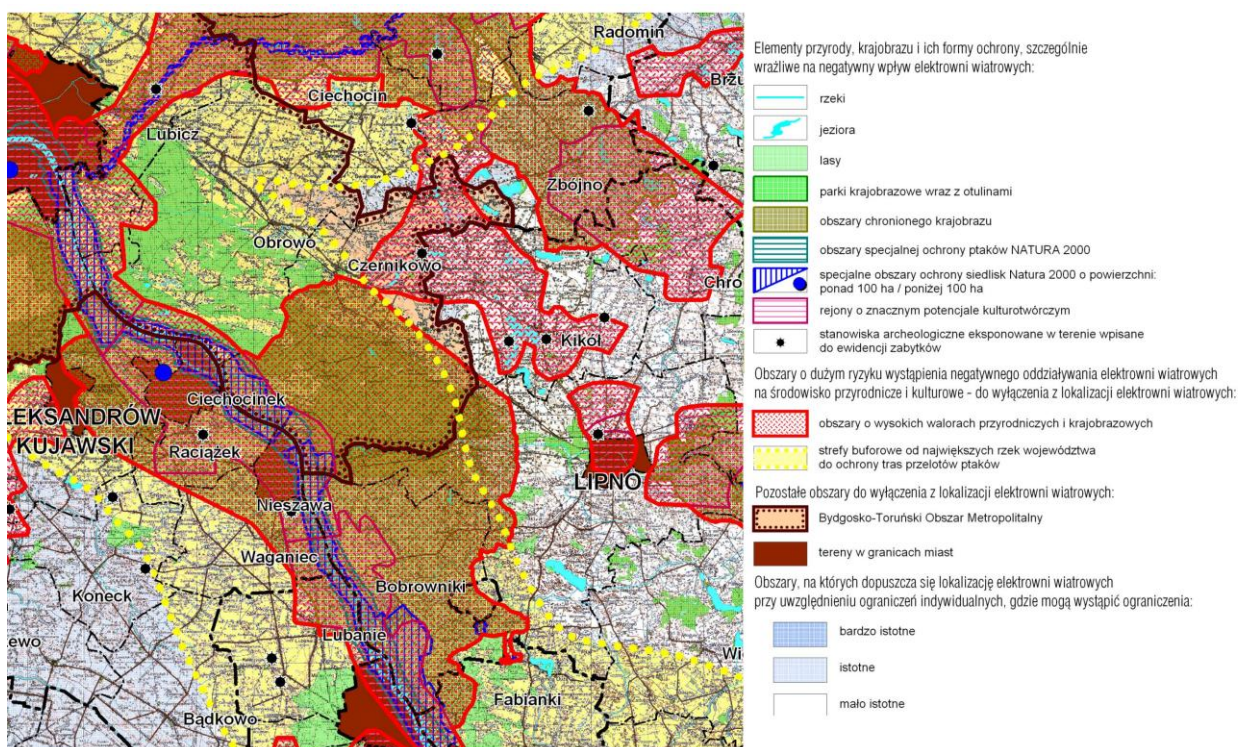 Radomin
Brzu
Ciechocin
Lubicz
Zbójno
Obrowo
Czernikowo
Chro
Kikół
Ciechocinek
LEKSANDRÓW
KUJAWSKI
Raciążek
LIPNO
Nieszawa
Waganiec
Bobrowniki
Koneck
ewo
Lubanie
Wi
Fabianki
Bądkowo
Elementy przyrody, krajobrazu i ich formy ochrony, szczególnie
wrażliwe na negatywny wpływ elektrowni wiatrowych:
rzeki
jeziora
lasy
parki krajobrazowe wraz z otulinami
obszary chronionego krajobrazu
obszary specjalnej ochrony ptaków NATURA 2000
specjalne obszary ochrony siedlisk Natura 2000 o powierzchni:
ponad 100 ha / poniżej 100 ha
rejony o znacznym potencjale kulturotwórczym
stanowiska archeologiczne eksponowane w terenie wpisane
do ewidencji zabytków
Obszary o dużym ryzyku wystąpienia negatywnego oddziaływania elektrowni wiatrowych
na środowisko przyrodnicze i kulturowe - do wyłączenia z lokalizacji elektrowni wiatrowych:
obszary o wysokich walorach przyrodniczych i krajobrazowych
strefy buforowe od największych rzek województwa
do ochrony tras przelotów ptaków
Pozostałe obszary do wyłączenia z lokalizacji elektrowni wiatrowych:
Bydgosko-Toruński Obszar Metropolitalny
tereny w granicach miast
Obszary, na których dopuszcza się lokalizację elektrowni wiatrowych
przy uwzględnieniu ograniczeń indywidualnych, gdzie mogą wystąpić ograniczenia:
bardzo istotne
istotne
mało istotne